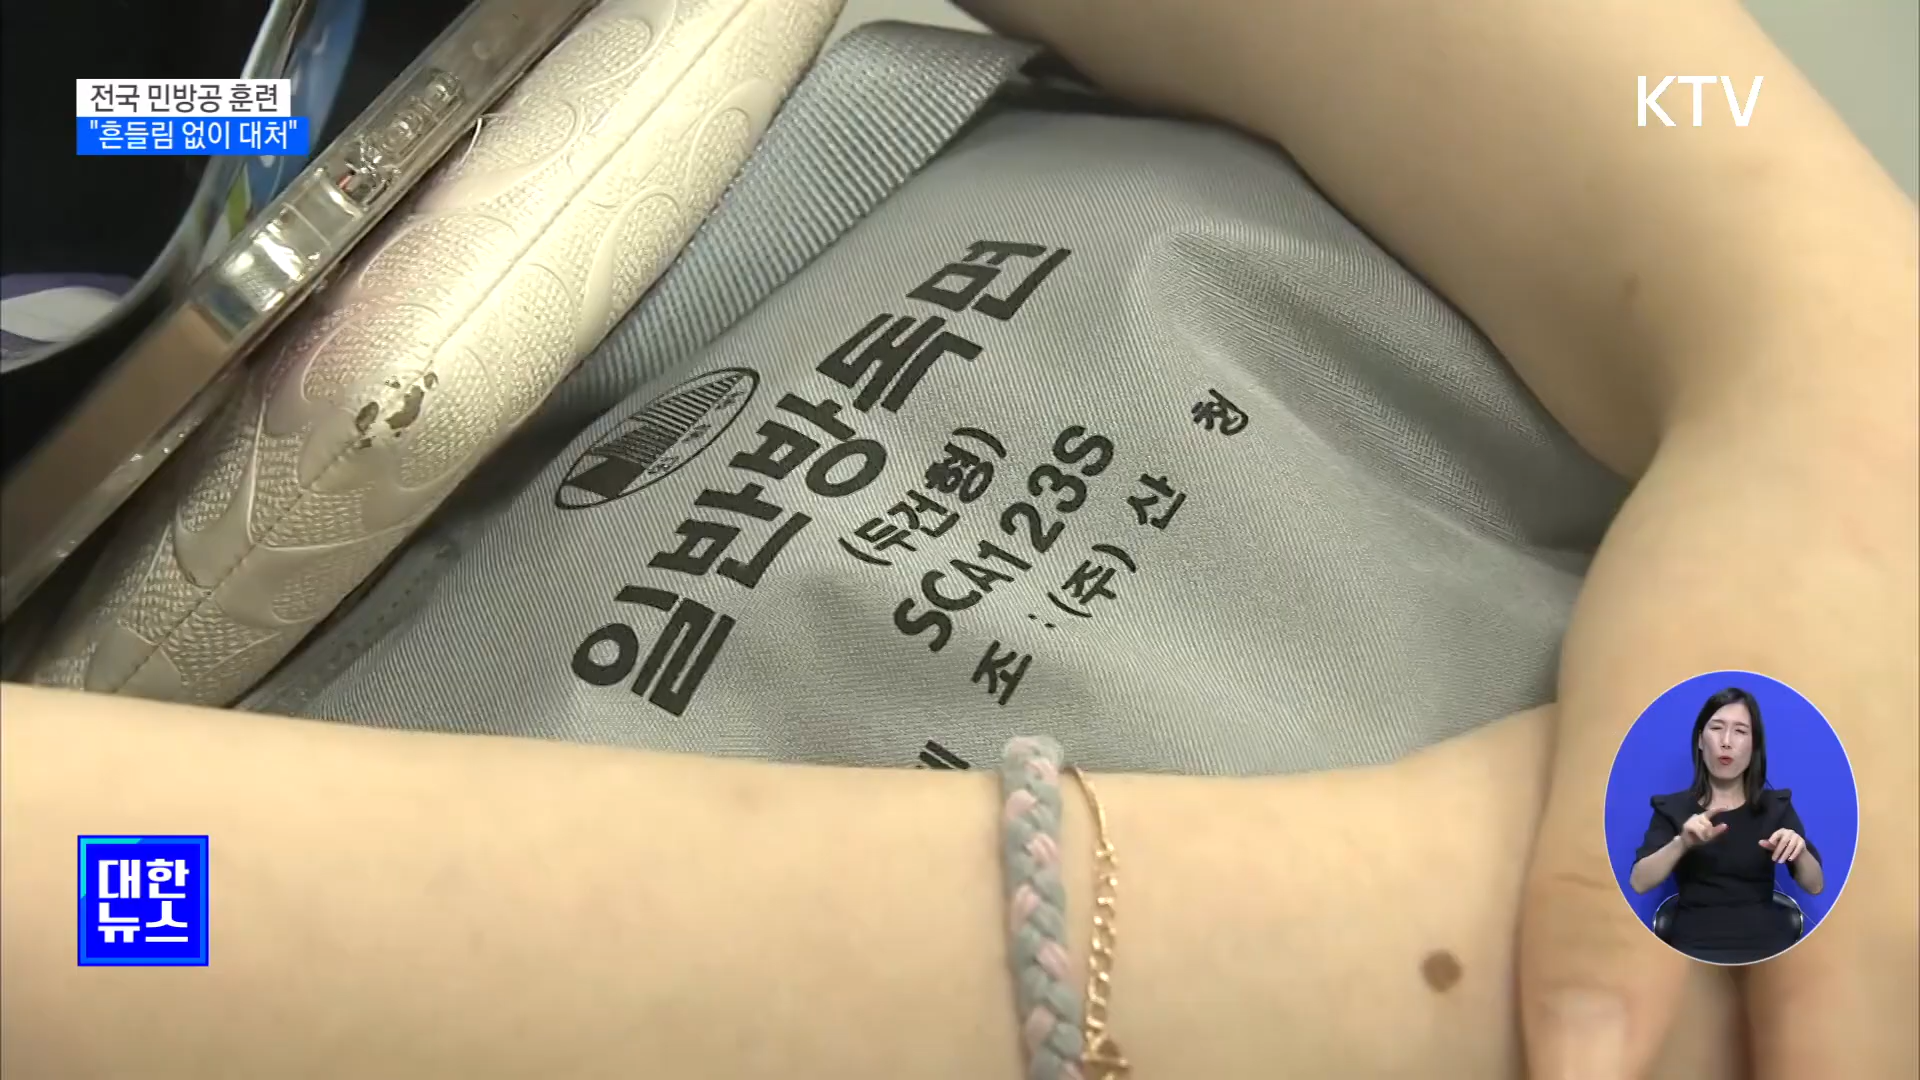 전국 민방공 훈련
"흔들림 없이 대처"
KTV
일반방독면
(두건형)
SCA123S
조 : (주) 산 청
대한
뉴스